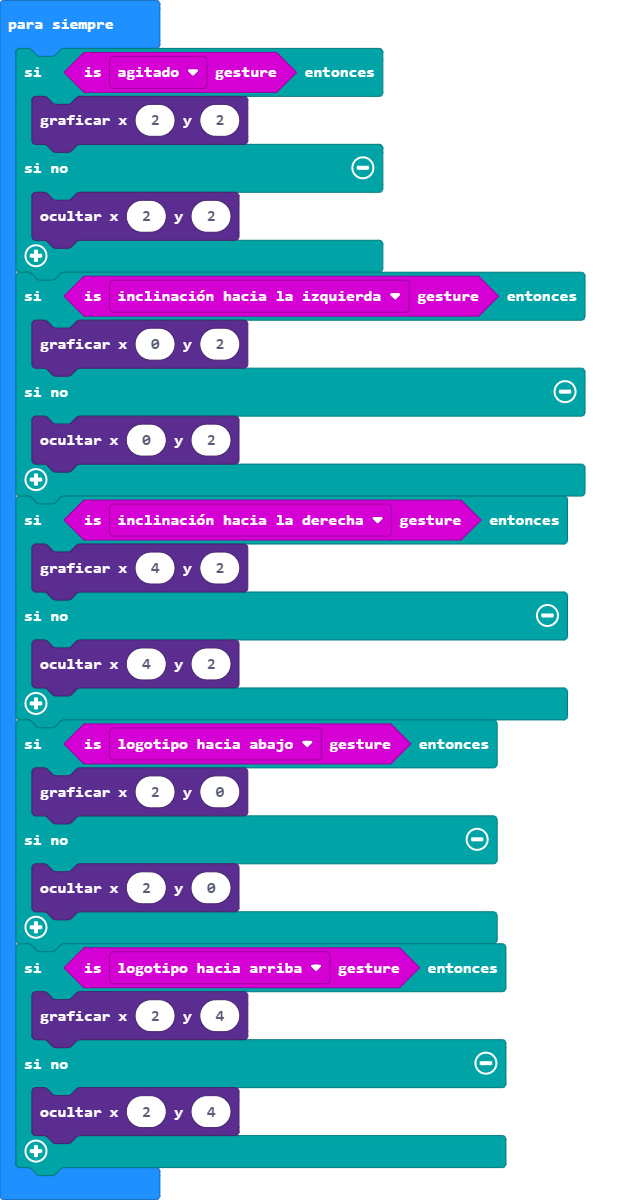 para siempre
si is agitado gesture entonces
graficar x 2 y 2
si no
ocultar x 2 y 2
si is inclinación hacia la izquierda gesture entonces
graficar x 0 y 2
si no
ocultar x 0 y 2
si is inclinación hacia la derecha gesture entonces
graficar x 4 y 2
si no
ocultar x 4 y 2
si is logotipo hacia abajo gesture entonces
graficar x 2 y 0
si no
ocultar x 2 y 0
si is logotipo hacia arriba gesture entonces
graficar x 2 y 4
si no
ocultar x 2 y 4